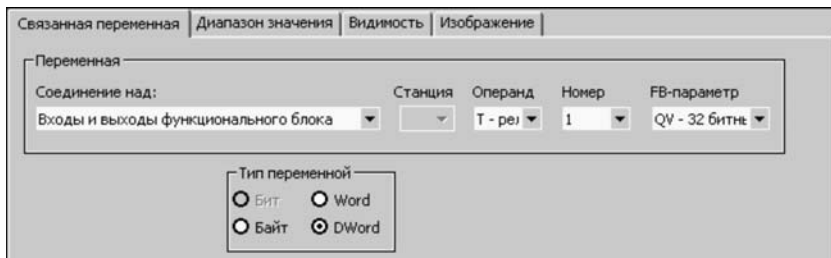 Связанная переменная Диапазон значения Видимость Изображение
Переменная
Соединение над: Станция Операнд Номер FB-параметр
Входы и выходы функционального блока T - рел 1 QV - 32 битнь
Тип переменной
Бит Word
Байт DWord